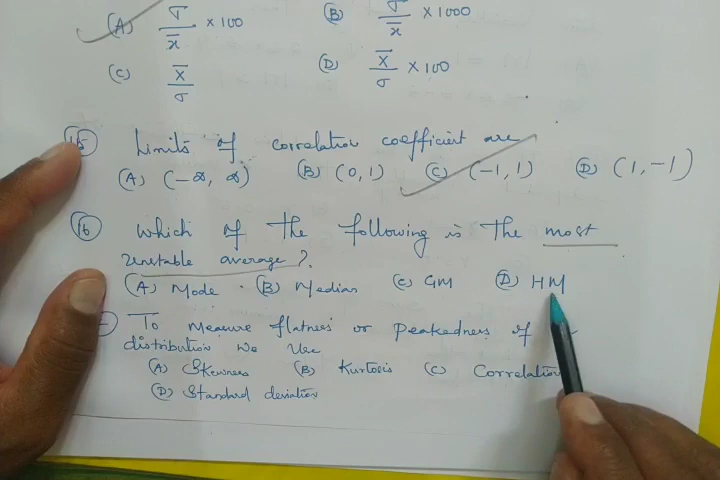 (A) σ/x̄ × 100 (B) σ/x̄ × 1000
(C) x̄/σ (D) x̄/σ × 100
15 Limits of correlation coefficient are
(A) (-∞, ∞) (B) (0, 1) (C) (-1, 1) (D) (1, -1)
16 Which of the following is the most
unstable average?
(A) Mode . (B) Median (C) GM (D) HM
To Measure flatness or peakedness of
distribution we Use
(A) Skewness (B) Kurtosis (C) Correlation
(D) Standard deviation